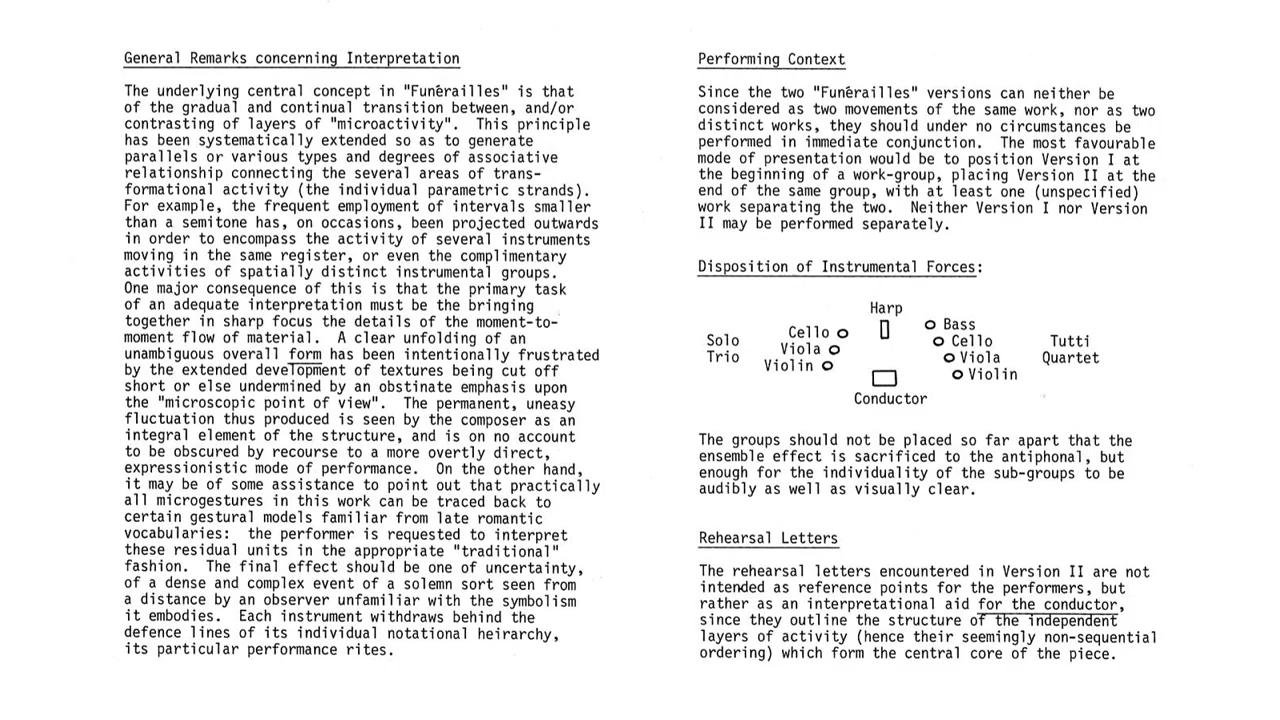 General Remarks concerning Interpretation
The underlying central concept in "Funérailles" is that
of the gradual and continual transition between, and/or
contrasting of layers of "microactivity".  This principle
has been systematically extended so as to generate
parallels or various types and degrees of associative
relationship connecting the several areas of trans-
formational activity (the individual parametric strands).
For example, the frequent employment of intervals smaller
than a semitone has, on occasions, been projected outwards
in order to encompass the activity of several instruments
moving in the same register, or even the complimentary
activities of spatially distinct instrumental groups.
One major consequence of this is that the primary task
of an adequate interpretation must be the bringing
together in sharp focus the details of the moment-to-
moment flow of material.  A clear unfolding of an
unambiguous overall form has been intentionally frustrated
by the extended development of textures being cut off
short or else undermined by an obstinate emphasis upon
the "microscopic point of view".  The permanent, uneasy
fluctuation thus produced is seen by the composer as an
integral element of the structure, and is on no account
to be obscured by recourse to a more overtly direct,
expressionistic mode of performance.  On the other hand,
it may be of some assistance to point out that practically
all microgestures in this work can be traced back to
certain gestural models familiar from late romantic
vocabularies:  the performer is requested to interpret
these residual units in the appropriate "traditional"
fashion.  The final effect should be one of uncertainty,
of a dense and complex event of a solemn sort seen from
a distance by an observer unfamiliar with the symbolism
it embodies.  Each instrument withdraws behind the
defence lines of its individual notational heirarchy,
its particular performance rites.
Performing Context
Since the two "Funérailles" versions can neither be
considered as two movements of the same work, nor as two
distinct works, they should under no circumstances be
performed in immediate conjunction.  The most favourable
mode of presentation would be to position Version I at
the beginning of a work-group, placing Version II at the
end of the same group, with at least one (unspecified)
work separating the two.  Neither Version I nor Version
II may be performed separately.
Disposition of Instrumental Forces:
Harp
Solo
Trio
Cello
Viola
Violin
Bass
Cello
Viola
Violin
Tutti
Quartet
Conductor
The groups should not be placed so far apart that the
ensemble effect is sacrificed to the antiphonal, but
enough for the individuality of the sub-groups to be
audibly as well as visually clear.
Rehearsal Letters
The rehearsal letters encountered in Version II are not
intended as reference points for the performers, but
rather as an interpretational aid for the conductor,
since they outline the structure of the independent
layers of activity (hence their seemingly non-sequential
ordering) which form the central core of the piece.